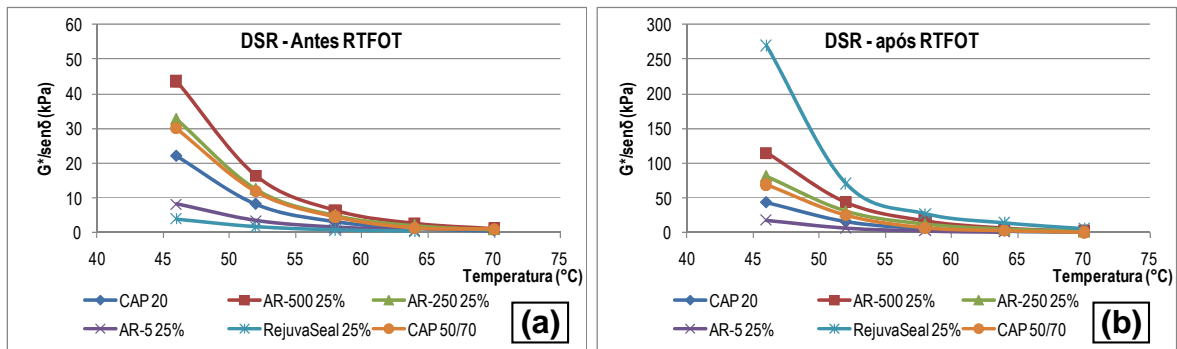 DSR - Antes RTFOT
G*/senδ (kPa)
60
50
40
30
20
10
0
40 45 50 55 60 65 70 75
Temperatura (°C)
CAP 20 AR-500 25% AR-250 25%
AR-5 25% RejuvaSeal 25% CAP 50/70
(a)
DSR - após RTFOT
G*/senδ (kPa)
300
250
200
150
100
50
0
40 45 50 55 60 65 70 75
Temperatura (°C)
CAP 20 AR-500 25% AR-250 25%
AR-5 25% RejuvaSeal 25% CAP 50/70
(b)